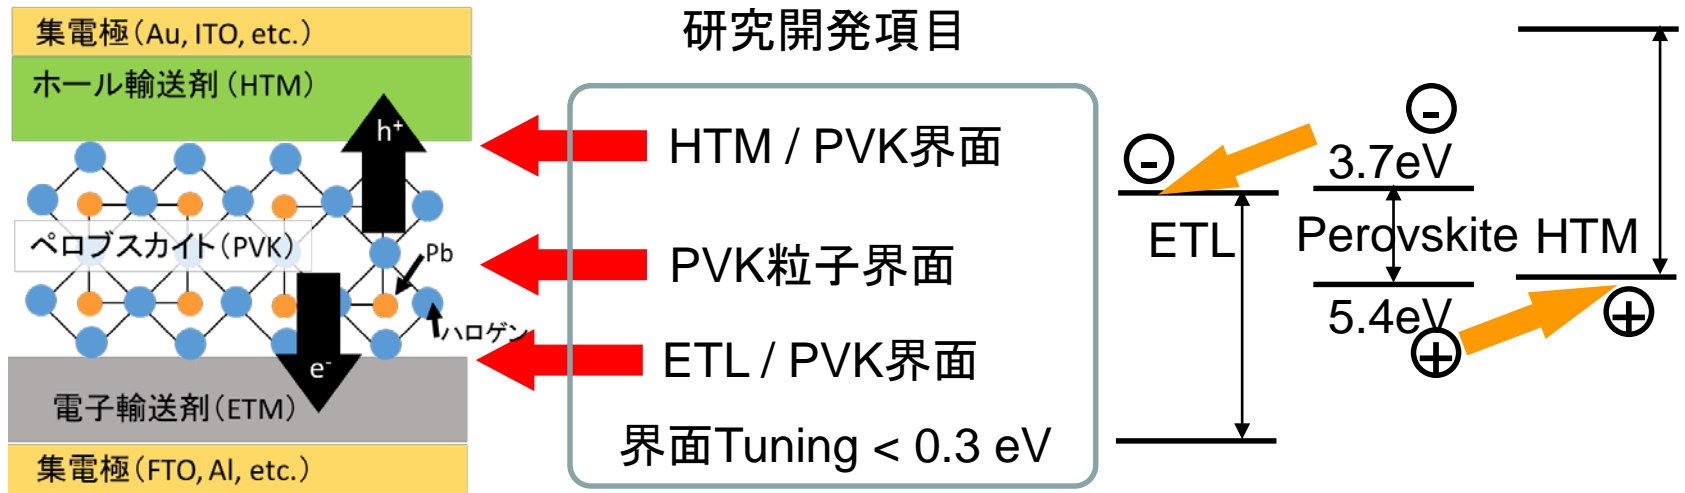 集電極(Au, ITO, etc.)
ホール輸送剤(HTM)
h+
ペロブスカイト(PVK)
Pb
ハロゲン
e-
電子輸送剤(ETM)
集電極(FTO, Al, etc.)
研究開発項目
HTM / PVK界面
PVK粒子界面
ETL / PVK界面
界面Tuning < 0.3 eV
-
-
3.7eV
ETL
Perovskite
HTM
5.4eV
+
+